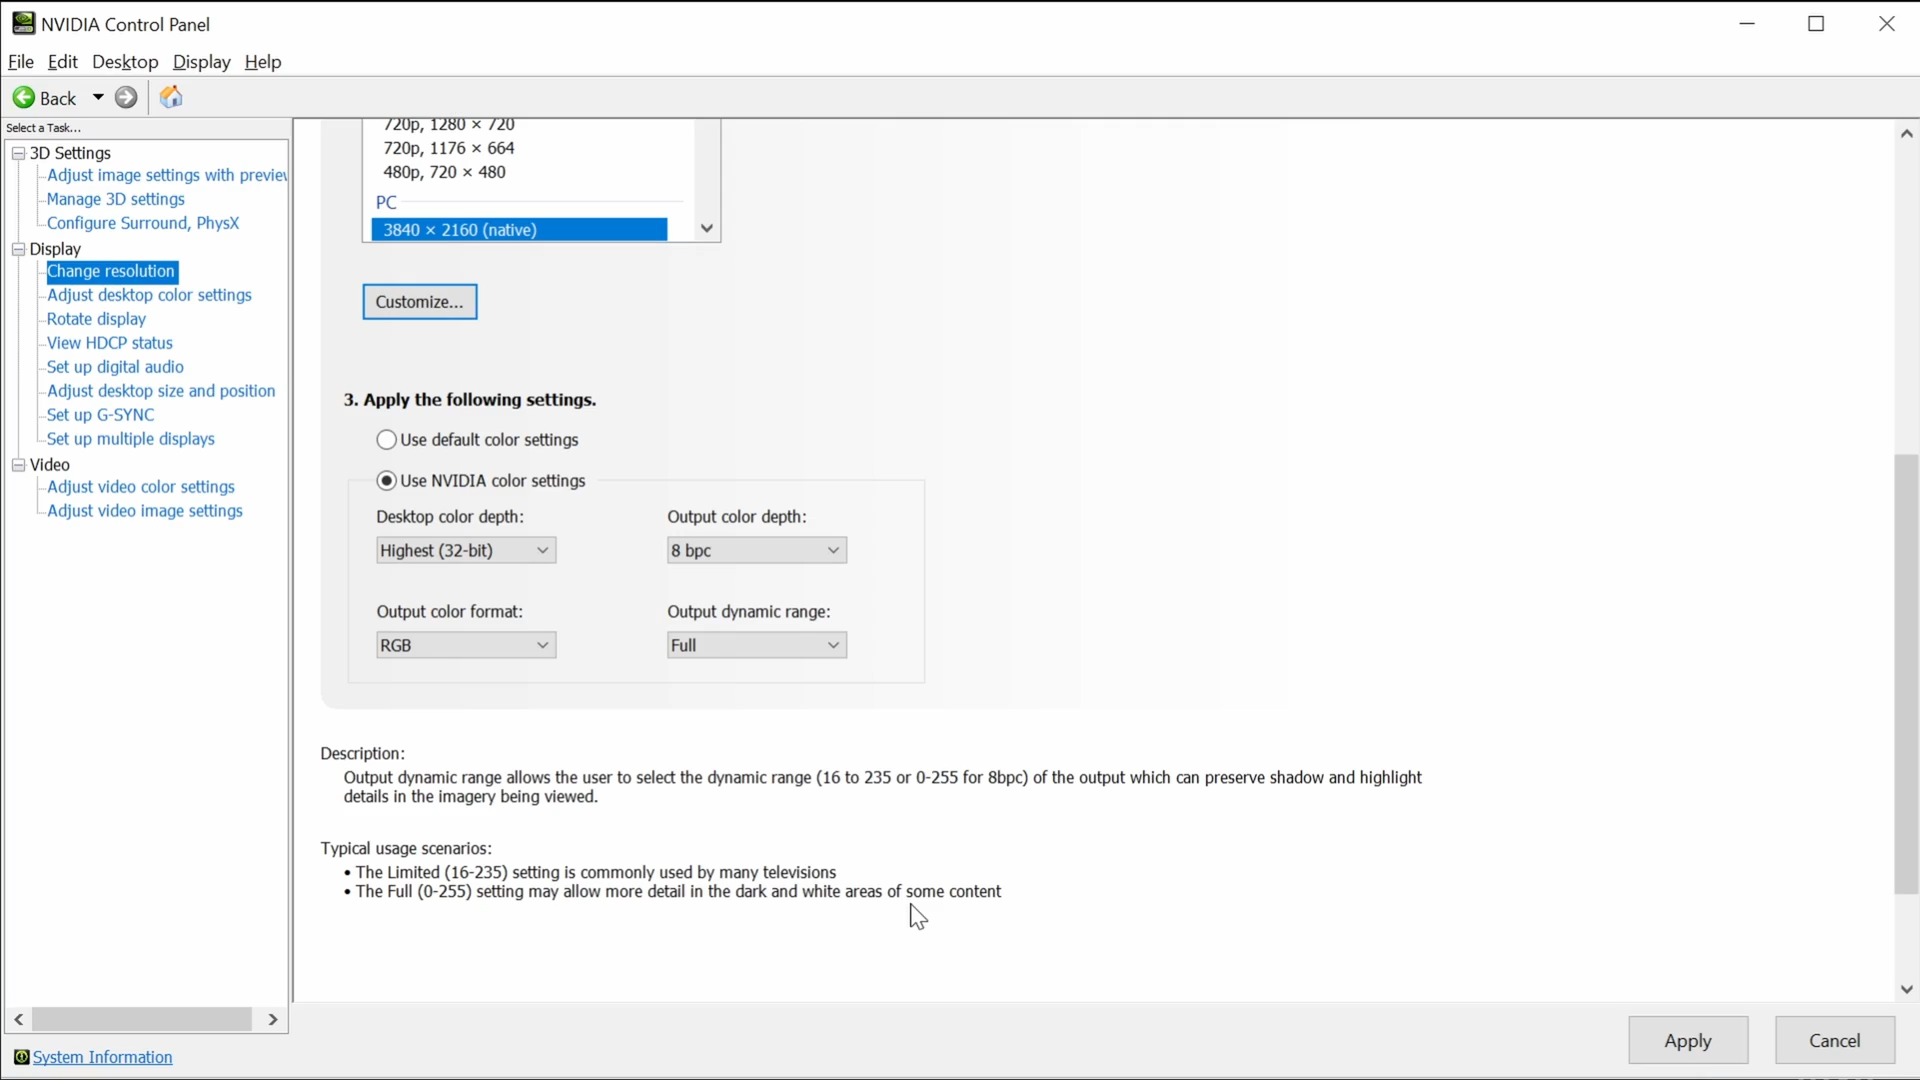 NVIDIA Control Panel
File Edit Desktop Display Help
Back
Select a Task...
3D Settings
Adjust image settings with preview
Manage 3D settings
Configure Surround, PhysX
Display
Change resolution
Adjust desktop color settings
Rotate display
View HDCP status
Set up digital audio
Adjust desktop size and position
Set up G-SYNC
Set up multiple displays
Video
Adjust video color settings
Adjust video image settings
System Information
720p, 1280 × 720
720p, 1176 × 664
480p, 720 × 480
PC
3840 × 2160 (native)
Customize...
3. Apply the following settings.
Use default color settings
Use NVIDIA color settings
Desktop color depth: Output color depth:
Highest (32-bit) 8 bpc
Output color format: Output dynamic range:
RGB Full
Description:
Output dynamic range allows the user to select the dynamic range (16 to 235 or 0-255 for 8bpc) of the output which can preserve shadow and highlight
details in the imagery being viewed.
Typical usage scenarios:
• The Limited (16-235) setting is commonly used by many televisions
• The Full (0-255) setting may allow more detail in the dark and white areas of some content
Apply Cancel